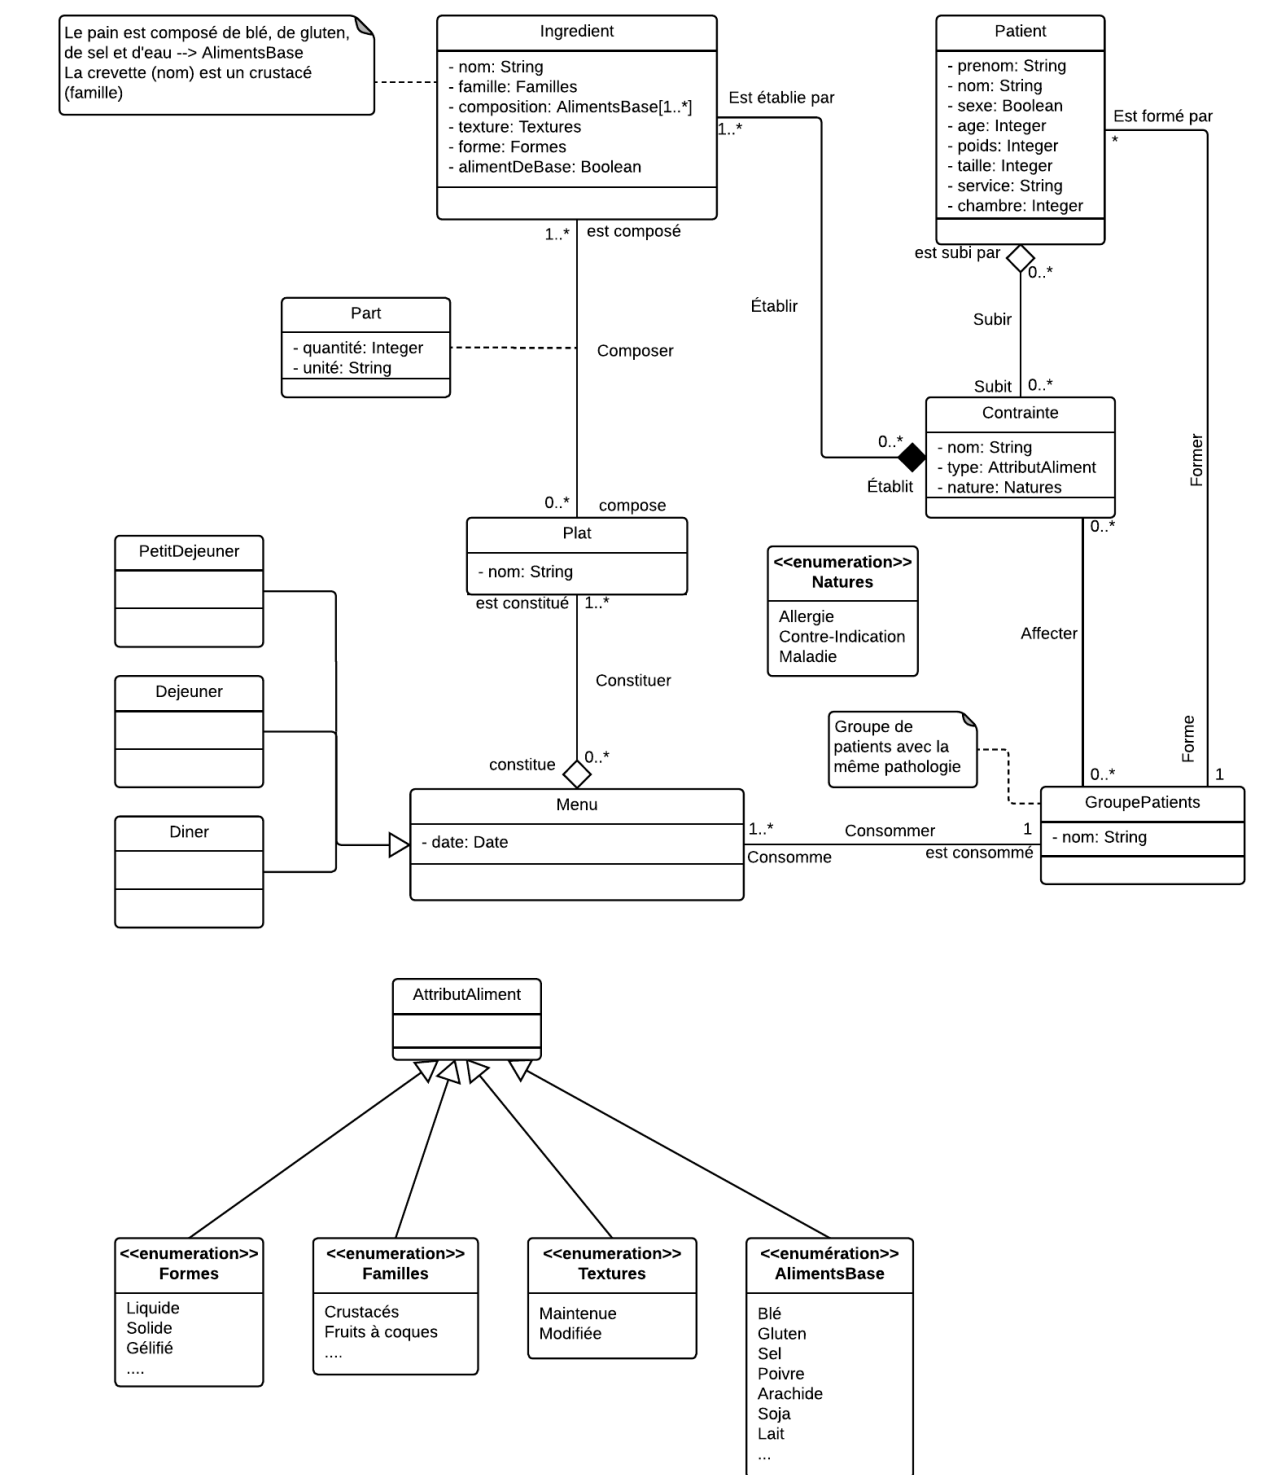 Le pain est composé de blé, de gluten,
de sel et d'eau --> AlimentsBase
La crevette (nom) est un crustacé
(famille)
Ingredient
- nom: String
- famille: Familles
- composition: AlimentsBase[1..*]
- texture: Textures
- forme: Formes
- alimentDeBase: Boolean
Patient
- prenom: String
- nom: String
- sexe: Boolean
- age: Integer
- poids: Integer
- taille: Integer
- service: String
- chambre: Integer
Est établie par
1..*
Est formé par
*
1..*
est composé
est subi par
0..*
Part
- quantité: Integer
- unité: String
Composer
Établir
Subir
Subit
0..*
Contrainte
- nom: String
- type: AttributAliment
- nature: Natures
0..*
Établit
Former
0..*
compose
Plat
- nom: String
est constitué
1..*
0..*
<<enumeration>>
Natures
Allergie
Contre-Indication
Maladie
PetitDejeuner
Dejeuner
Diner
Affecter
Constituer
Groupe de
patients avec la
même pathologie
Forme
constitue
0..*
0..*
1
Menu
- date: Date
1..*
Consommer
1
Consomme
est consommé
GroupePatients
- nom: String
AttributAliment
<<enumeration>>
Formes
Liquide
Solide
Gélifié
....
<<enumeration>>
Familles
Crustacés
Fruits à coques
....
<<enumeration>>
Textures
Maintenue
Modifiée
<<enumération>>
AlimentsBase
Blé
Gluten
Sel
Poivre
Arachide
Soja
Lait
...